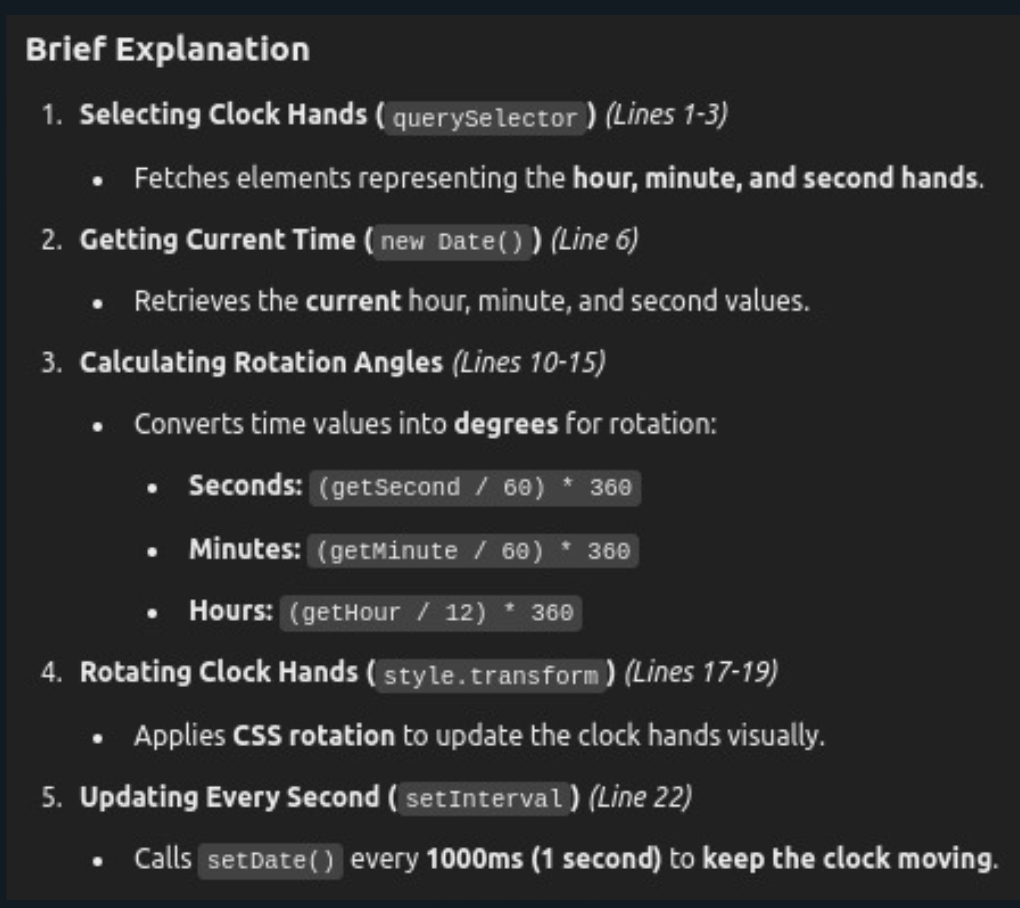 Brief Explanation
1. Selecting Clock Hands ( querySelector ) (Lines 1-3)
• Fetches elements representing the hour, minute, and second hands.
2. Getting Current Time ( new Date() ) (Line 6)
• Retrieves the current hour, minute, and second values.
3. Calculating Rotation Angles (Lines 10-15)
• Converts time values into degrees for rotation:
• Seconds: (getSecond / 60) * 360
• Minutes: (getMinute / 60) * 360
• Hours: (getHour / 12) * 360
4. Rotating Clock Hands ( style.transform ) (Lines 17-19)
• Applies CSS rotation to update the clock hands visually.
5. Updating Every Second ( setInterval ) (Line 22)
• Calls setDate() every 1000ms (1 second) to keep the clock moving.